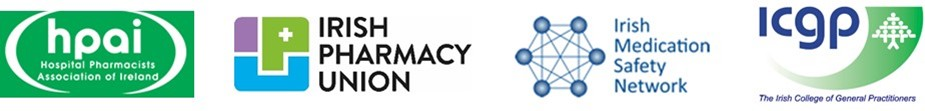 hpai
Hospital Pharmacists
Association of Ireland
IRISH
PHARMACY
UNION
Irish
Medication
Safety
Network
icgp
The Irish College of General Practitioners